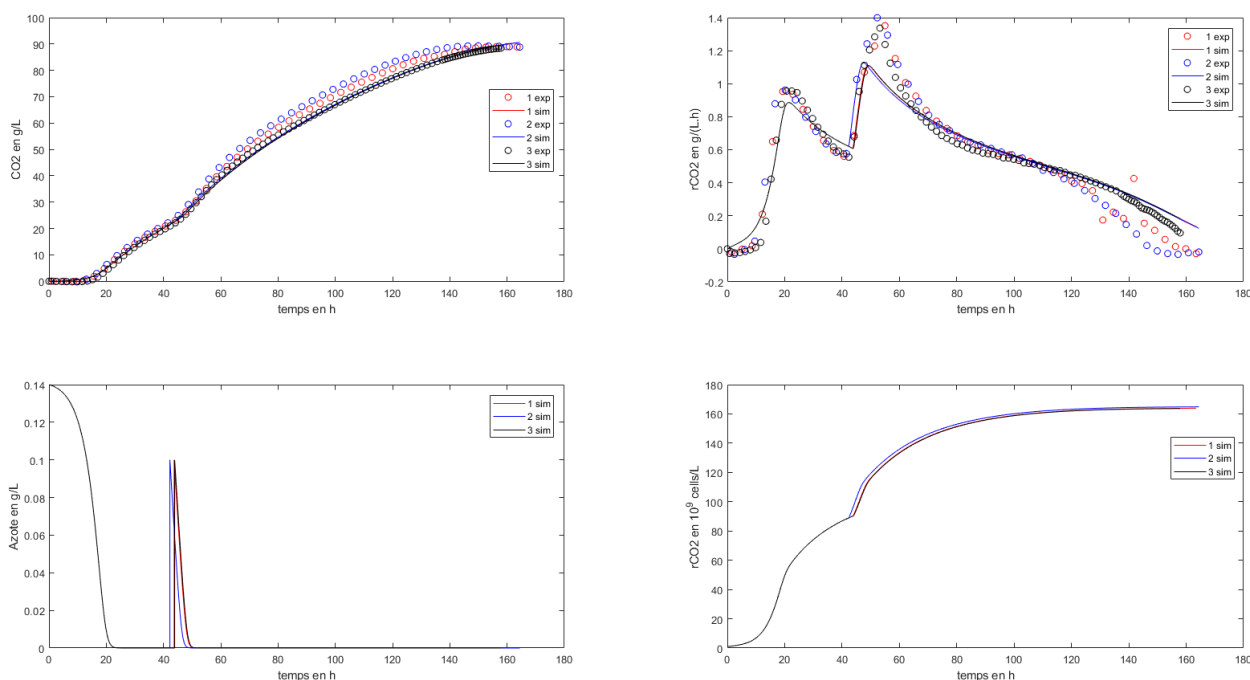 CO2 en g/L
100
90
80
70
60
50
40
30
20
10
0
0 20 40 60 80 100 120 140 160 180
temps en h
1 exp
1 sim
2 exp
2 sim
3 exp
3 sim
rCO2 en g/(L.h)
1.4
1.2
1
0.8
0.6
0.4
0.2
0
-0.2
0 20 40 60 80 100 120 140 160 180
temps en h
1 exp
1 sim
2 exp
2 sim
3 exp
3 sim
Azote en g/L
0.14
0.12
0.1
0.08
0.06
0.04
0.02
0
0 20 40 60 80 100 120 140 160 180
temps en h
1 sim
2 sim
3 sim
rCO2 en 10^9 cells/L
180
160
140
120
100
80
60
40
20
0
0 20 40 60 80 100 120 140 160 180
temps en h
1 sim
2 sim
3 sim